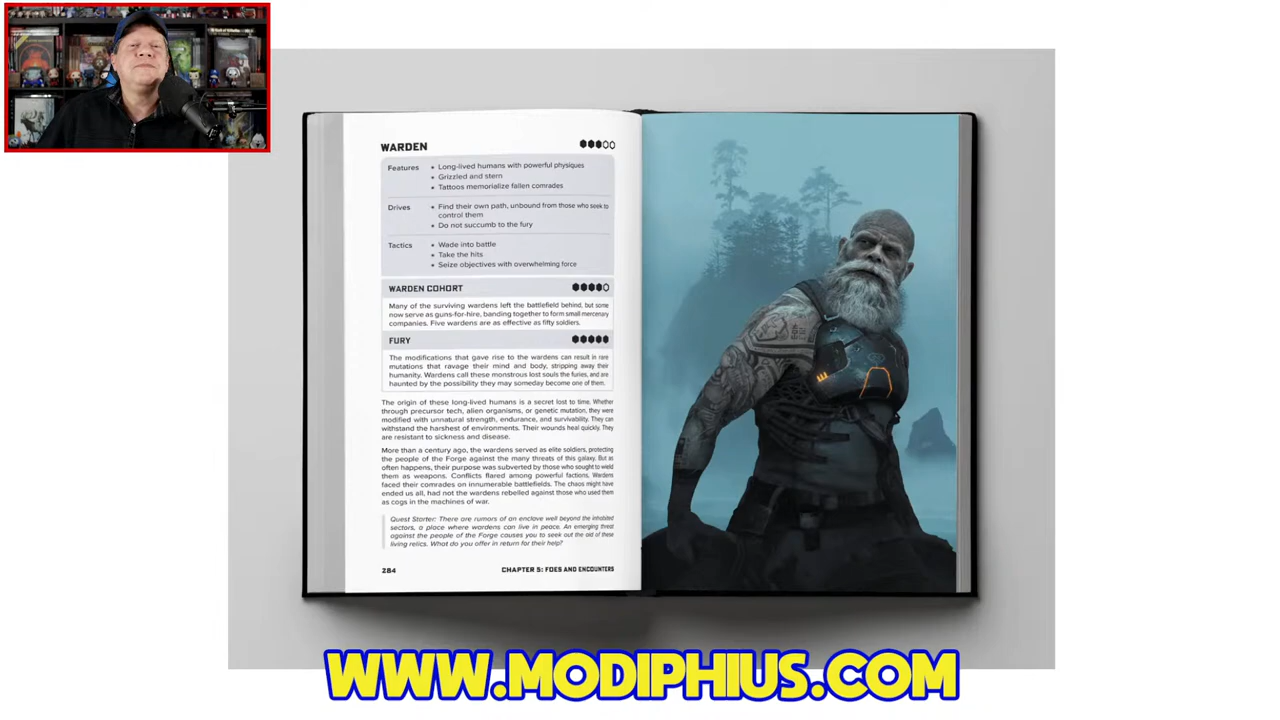 WARDEN
Features
• Long-lived humans with powerful physiques
• Grizzled and stern
• Tattoos memorialize fallen comrades
Drives
• Find their own path, unbound from those who seek to
control them
• Do not succumb to the fury
Tactics
• Wade into battle
• Take the hits
• Seize objectives with overwhelming force
WARDEN COHORT
Many of the surviving wardens left the battlefield behind, but some
now serve as guns-for-hire, banding together to form small mercenary
companies. Five wardens are as effective as fifty soldiers.
FURY
The modifications that gave rise to the wardens can result in rare
mutations that ravage their mind and body, stripping away their
humanity. Wardens call these monstrous lost souls the furies, and are
haunted by the possibility they may someday become one of them.
The origin of these long-lived humans is a secret lost to time. Whether
through precursor tech, alien organisms, or genetic mutation, they were
modified with unnatural strength, endurance, and survivability. They can
withstand the harshest of environments. Their wounds heal quickly. They
are resistant to sickness and disease.
More than a century ago, the wardens served as elite soldiers, protecting
the people of the Forge against the many threats of this galaxy. But as
often happens, their purpose was subverted by those who sought to wield
them as weapons. Conflicts flared among powerful factions. Wardens
faced their comrades on innumerable battlefields. The chaos might have
ended us all, had not the wardens rebelled against those who used them
as cogs in the machines of war.
Quest Starter: There are rumors of an enclave well beyond the inhabited
sectors, a place where wardens can live in peace. An emerging threat
against the people of the Forge causes you to seek out the aid of these
living relics. What do you offer in return for their help?
284
CHAPTER 5: FOES AND ENCOUNTERS
WWW.MODIPHIUS.COM